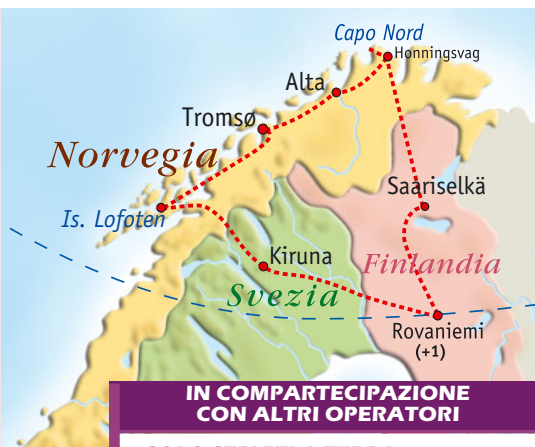 Capo Nord
Honningsvag
Alta
Tromsø
Norvegia
Saariselkä
Is. Lofoten
Kiruna
Finlandia
Svezia
Rovaniemi
(+1)
IN COMPARTECIPAZIONE
CON ALTRI OPERATORI